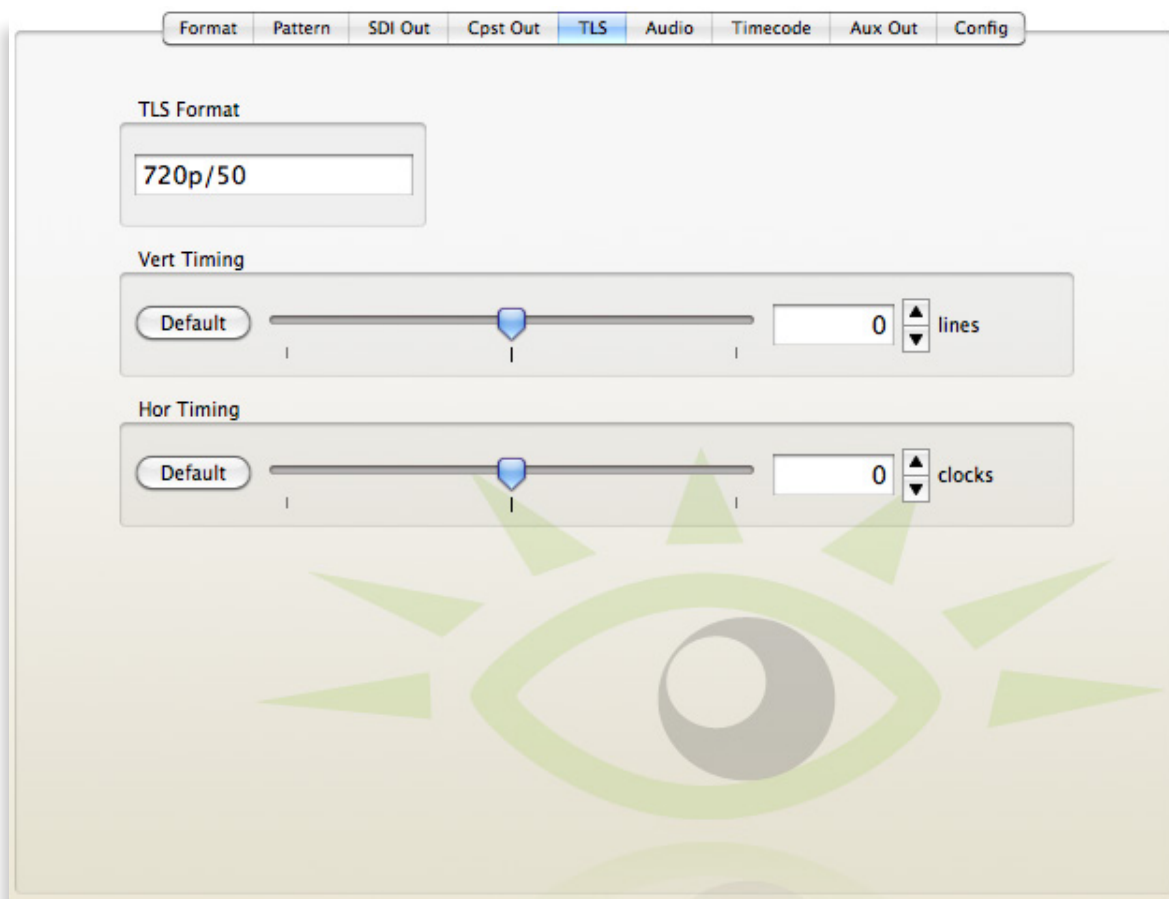 Format Pattern SDI Out Cpst Out TLS Audio Timecode Aux Out Config
TLS Format
720p/50
Vert Timing
Default 0 lines
Hor Timing
Default 0 clocks